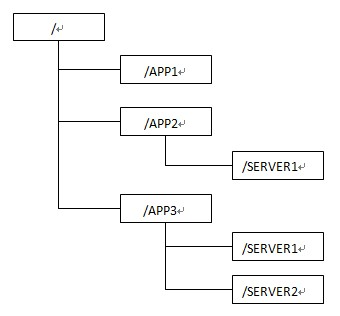 /
/APP1
/APP2
/SERVER1
/APP3
/SERVER1
/SERVER2